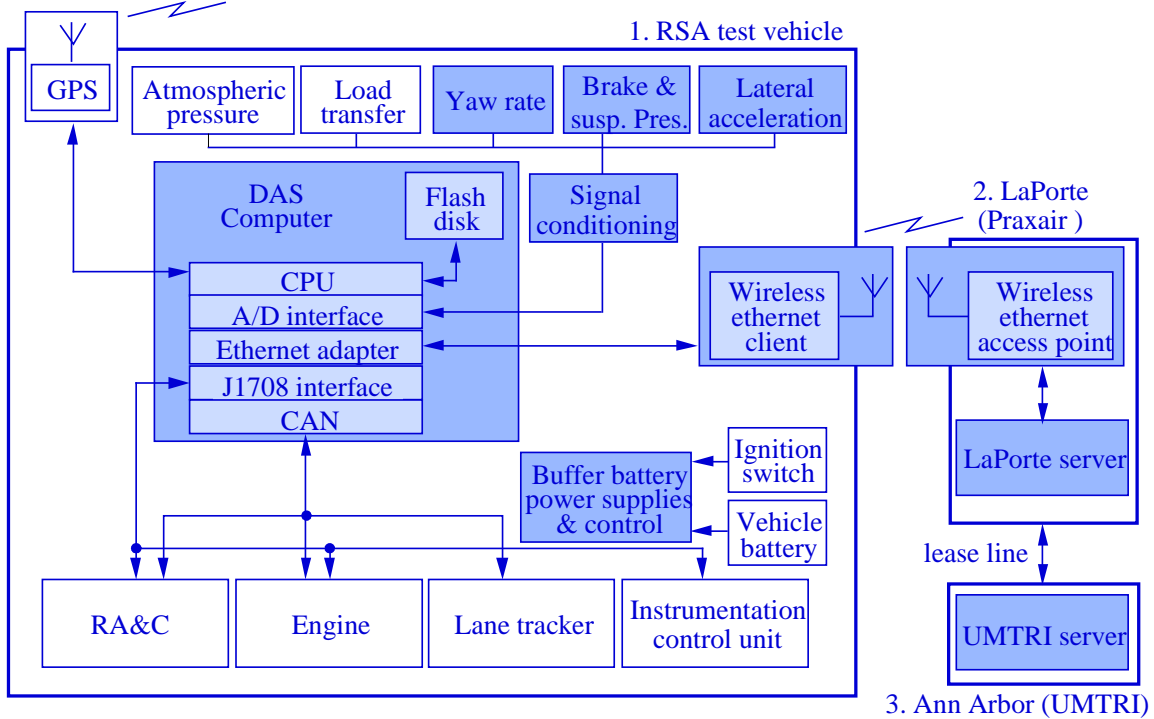 1. RSA test vehicle
GPS
Atmospheric
pressure
Load
transfer
Yaw rate
Brake &
susp. Pres.
Lateral
acceleration
DAS
Computer
Flash
disk
Signal
conditioning
CPU
A/D interface
Ethernet adapter
J1708 interface
CAN
Wireless
ethernet
client
2. LaPorte
(Praxair )
Wireless
ethernet
access point
LaPorte server
Buffer battery
power supplies
& control
Ignition
switch
Vehicle
battery
lease line
RA&C
Engine
Lane tracker
Instrumentation
control unit
UMTRI server
3. Ann Arbor (UMTRI)